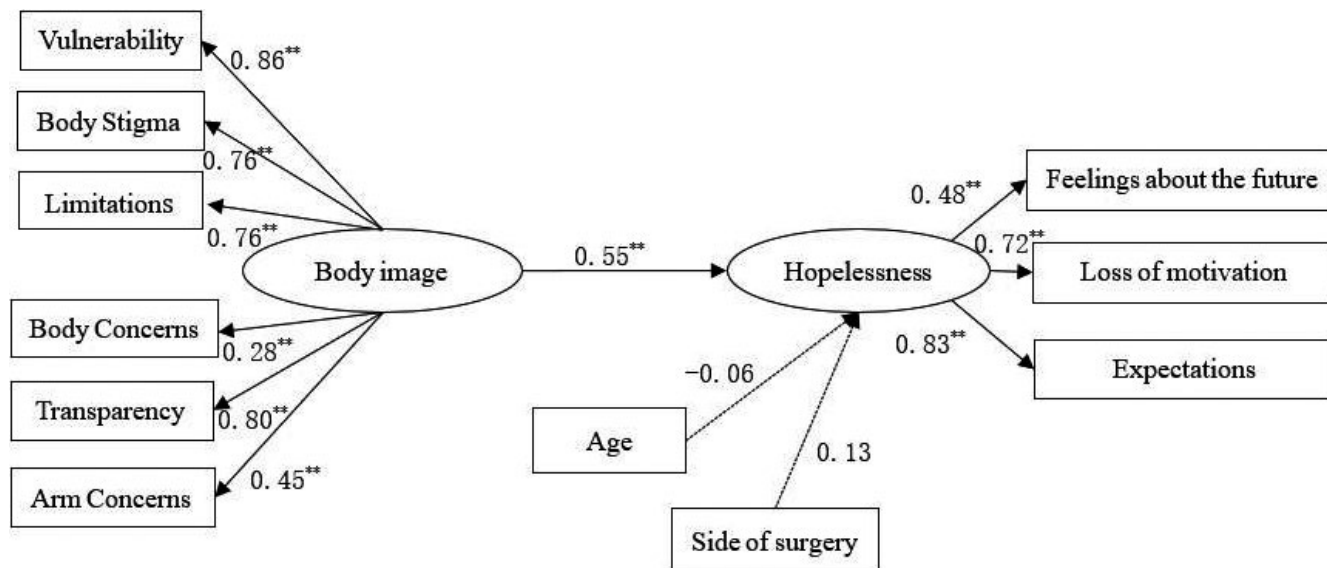 Vulnerability
0.86**
Body Stigma
0.76**
Limitations
0.76**
Body image
Body Concerns
0.28**
Transparency
0.80**
Arm Concerns
0.45**
0.55**
Hopelessness
0.48**
Feelings about the future
0.72**
Loss of motivation
0.83**
Expectations
-0.06
Age
0.13
Side of surgery